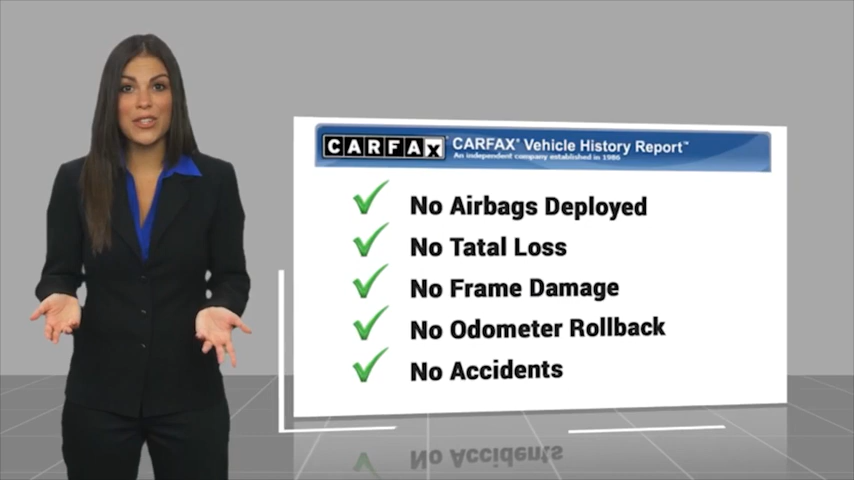 CARFAX CARFAX® Vehicle History Report™
An independent company established in 1986
No Airbags Deployed
No Tatal Loss
No Frame Damage
No Odometer Rollback
No Accidents
No Accidents